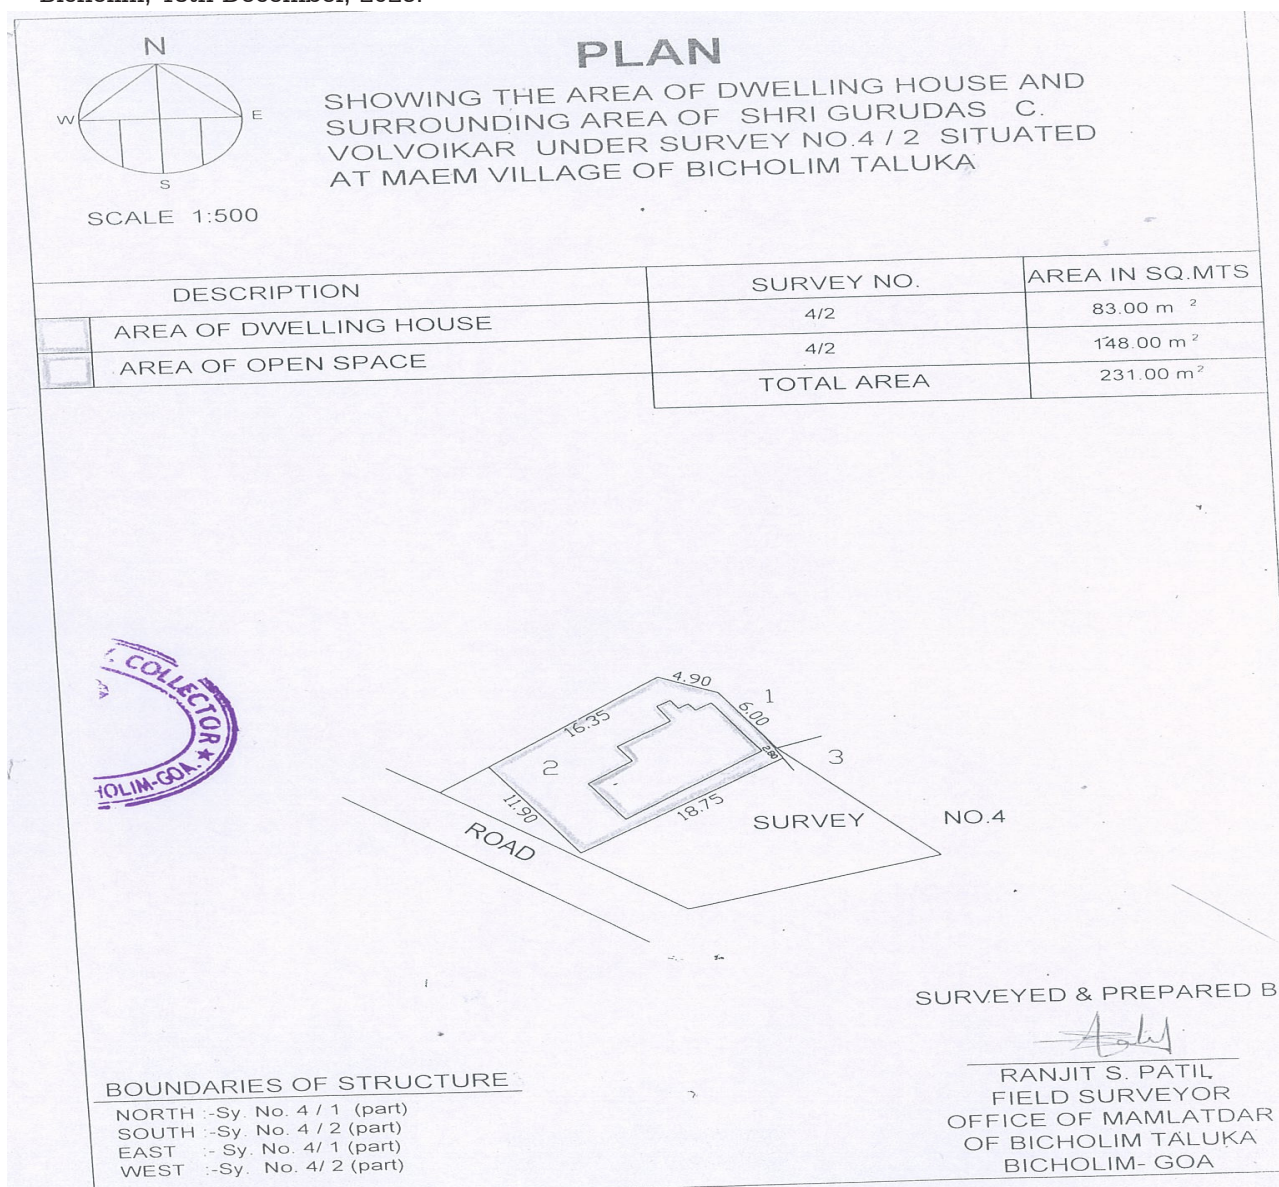 PLAN
SHOWING THE AREA OF DWELLING HOUSE AND
SURROUNDING AREA OF SHRI GURUDAS C.
VOLVOIKAR UNDER SURVEY NO.4 / 2 SITUATED
AT MAEM VILLAGE OF BICHOLIM TALUKA
N
W
E
S
SCALE 1:500
DESCRIPTION SURVEY NO. AREA IN SQ.MTS
AREA OF DWELLING HOUSE 4/2 83.00 m ²
AREA OF OPEN SPACE 4/2 148.00 m ²
TOTAL AREA 231.00 m²
COLLECTOR ★
HOLIM-GOA.
4.90
1
6.00
16.35
2.80
3
2
11.90
18.75
SURVEY NO.4
ROAD
SURVEYED & PREPARED B
RANJIT S. PATIL
FIELD SURVEYOR
OFFICE OF MAMLATDAR
OF BICHOLIM TALUKA
BICHOLIM- GOA
BOUNDARIES OF STRUCTURE
NORTH :-Sy. No. 4 / 1 (part)
SOUTH :-Sy. No. 4 / 2 (part)
EAST :- Sy. No. 4/ 1 (part)
WEST :-Sy. No. 4/ 2 (part)